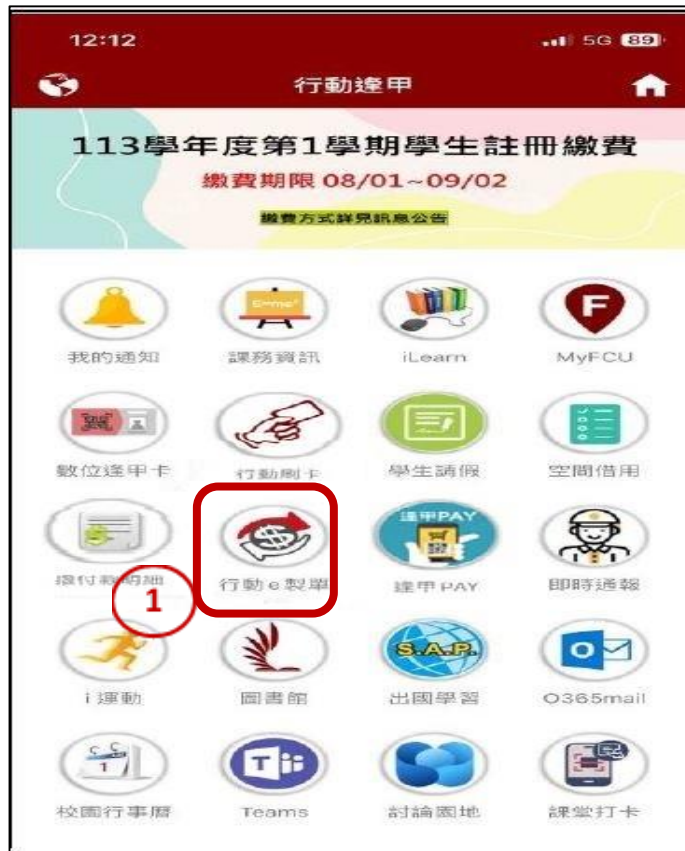 12:12 5G 89
行動逢甲
113學年度第1學期學生註冊繳費
繳費期限 08/01~09/02
繳費方式詳見訊息公告
E=mc²
F
我的通知 課務資訊 iLearn MyFCU
數位逢甲卡 行動刷卡 學生請假 空間借用
逢甲PAY
撥付款明細 行動e製單 逢甲PAY 即時通報
1
S.A.P.
i運動 圖書館 出國學習 O365mail
1
校園行事曆 Teams 討論園地 課堂打卡